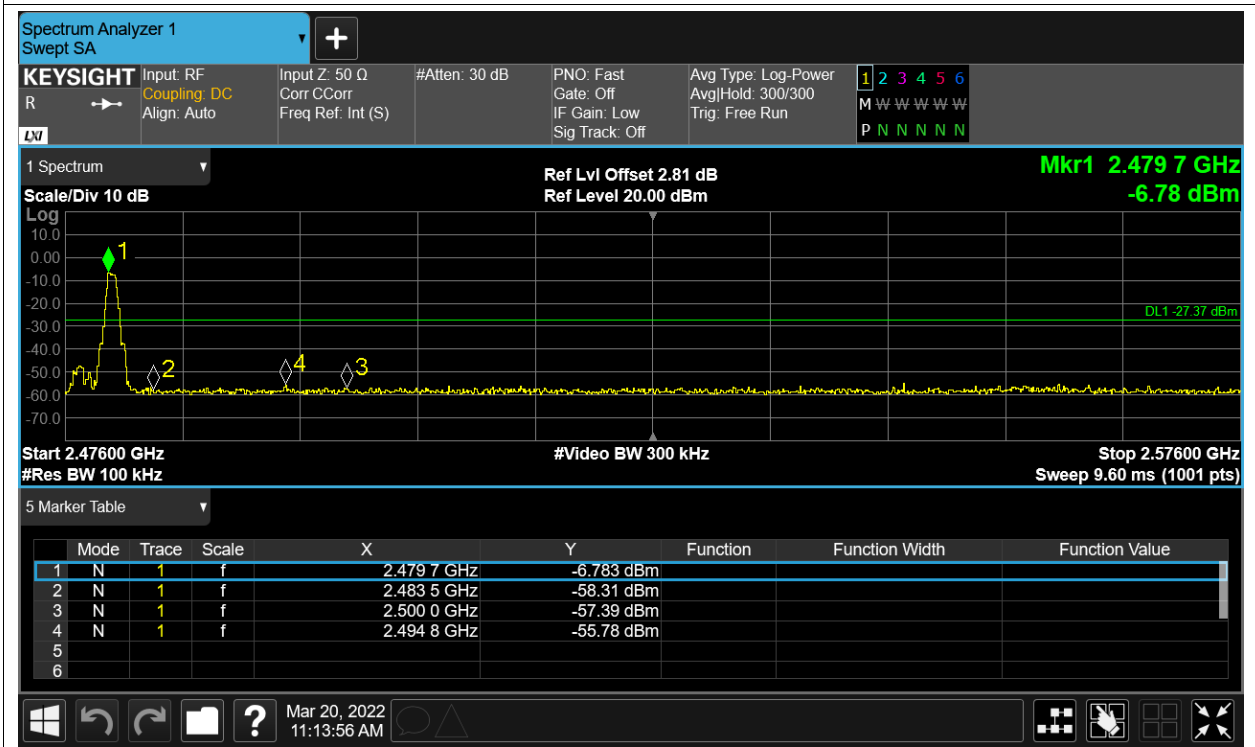 Spectrum Analyzer 1
Swept SA
+
KEYSIGHT Input: RF Input Z: 50 Ω #Atten: 30 dB PNO: Fast Avg Type: Log-Power 1 2 3 4 5 6
R Coupling: DC Corr CCorr Gate: Off Avg|Hold: 300/300 M W W W W W
Align: Auto Freq Ref: Int (S) IF Gain: Low Trig: Free Run
LXI Sig Track: Off P N N N N N
1 Spectrum Ref Lvl Offset 2.81 dB Mkr1 2.479 7 GHz
Scale/Div 10 dB Ref Level 20.00 dBm -6.78 dBm
Log
10.0
0.00 1
-10.0
-20.0 DL1 -27.37 dBm
-30.0
-40.0
-50.0 2 4 3
-60.0
-70.0
Start 2.47600 GHz #Video BW 300 kHz Stop 2.57600 GHz
#Res BW 100 kHz Sweep 9.60 ms (1001 pts)
5 Marker Table
Mode Trace Scale X Y Function Function Width Function Value
1 N 1 f 2.479 7 GHz -6.783 dBm
2 N 1 f 2.483 5 GHz -58.31 dBm
3 N 1 f 2.500 0 GHz -57.39 dBm
4 N 1 f 2.494 8 GHz -55.78 dBm
5
6
? Mar 20, 2022
11:13:56 AM